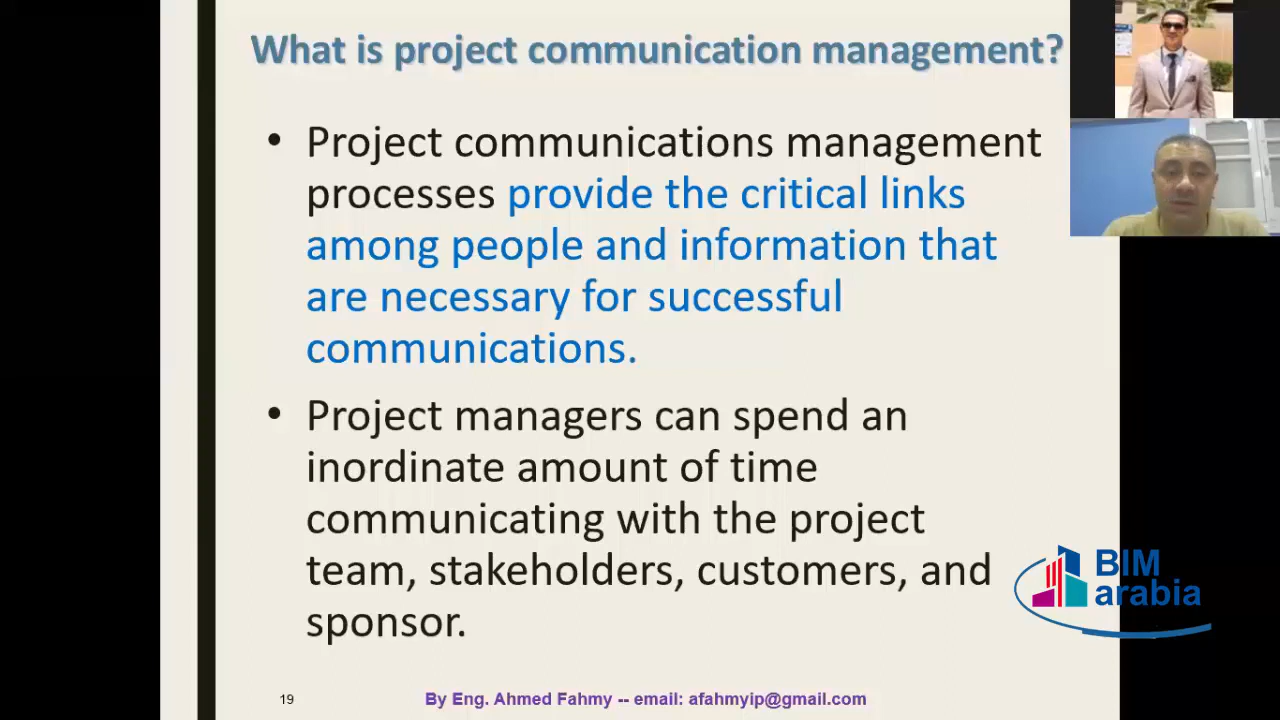 What is project communication management?
• Project communications management
processes provide the critical links
among people and information that
are necessary for successful
communications.
• Project managers can spend an
inordinate amount of time
communicating with the project
team, stakeholders, customers, and
sponsor.
BIM
arabia
19
By Eng. Ahmed Fahmy -- email: afahmyip@gmail.com